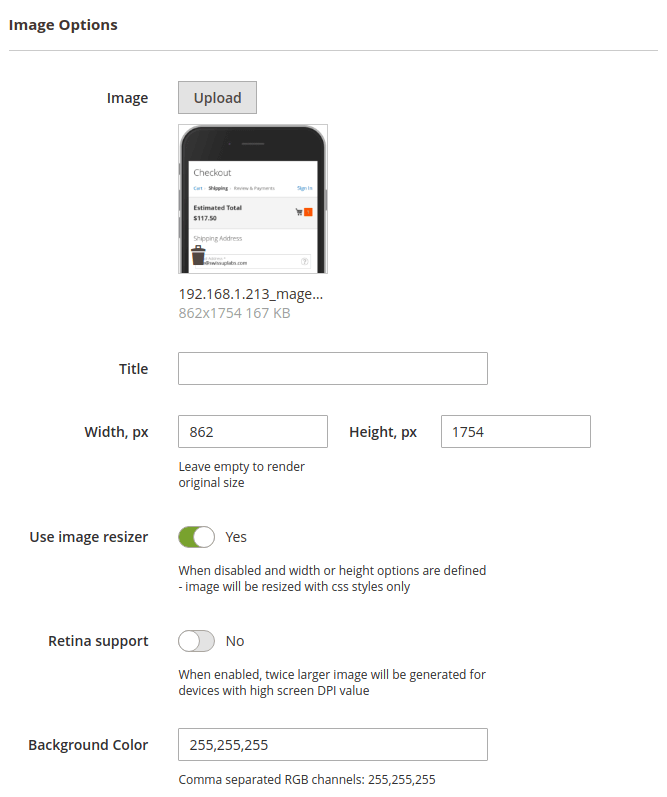 Image Options
Image
Upload
Checkout
Cart Shipping Review & Payments Sign In
Estimated Total
$117.50
Shipping Address
192.168.1.213_mage...
862x1754 167 KB
Title
Width, px
862
Height, px
1754
Leave empty to render
original size
Use image resizer
Yes
When disabled and width or height options are defined
- image will be resized with css styles only
Retina support
No
When enabled, twice larger image will be generated for
devices with high screen DPI value
Background Color
255,255,255
Comma separated RGB channels: 255,255,255